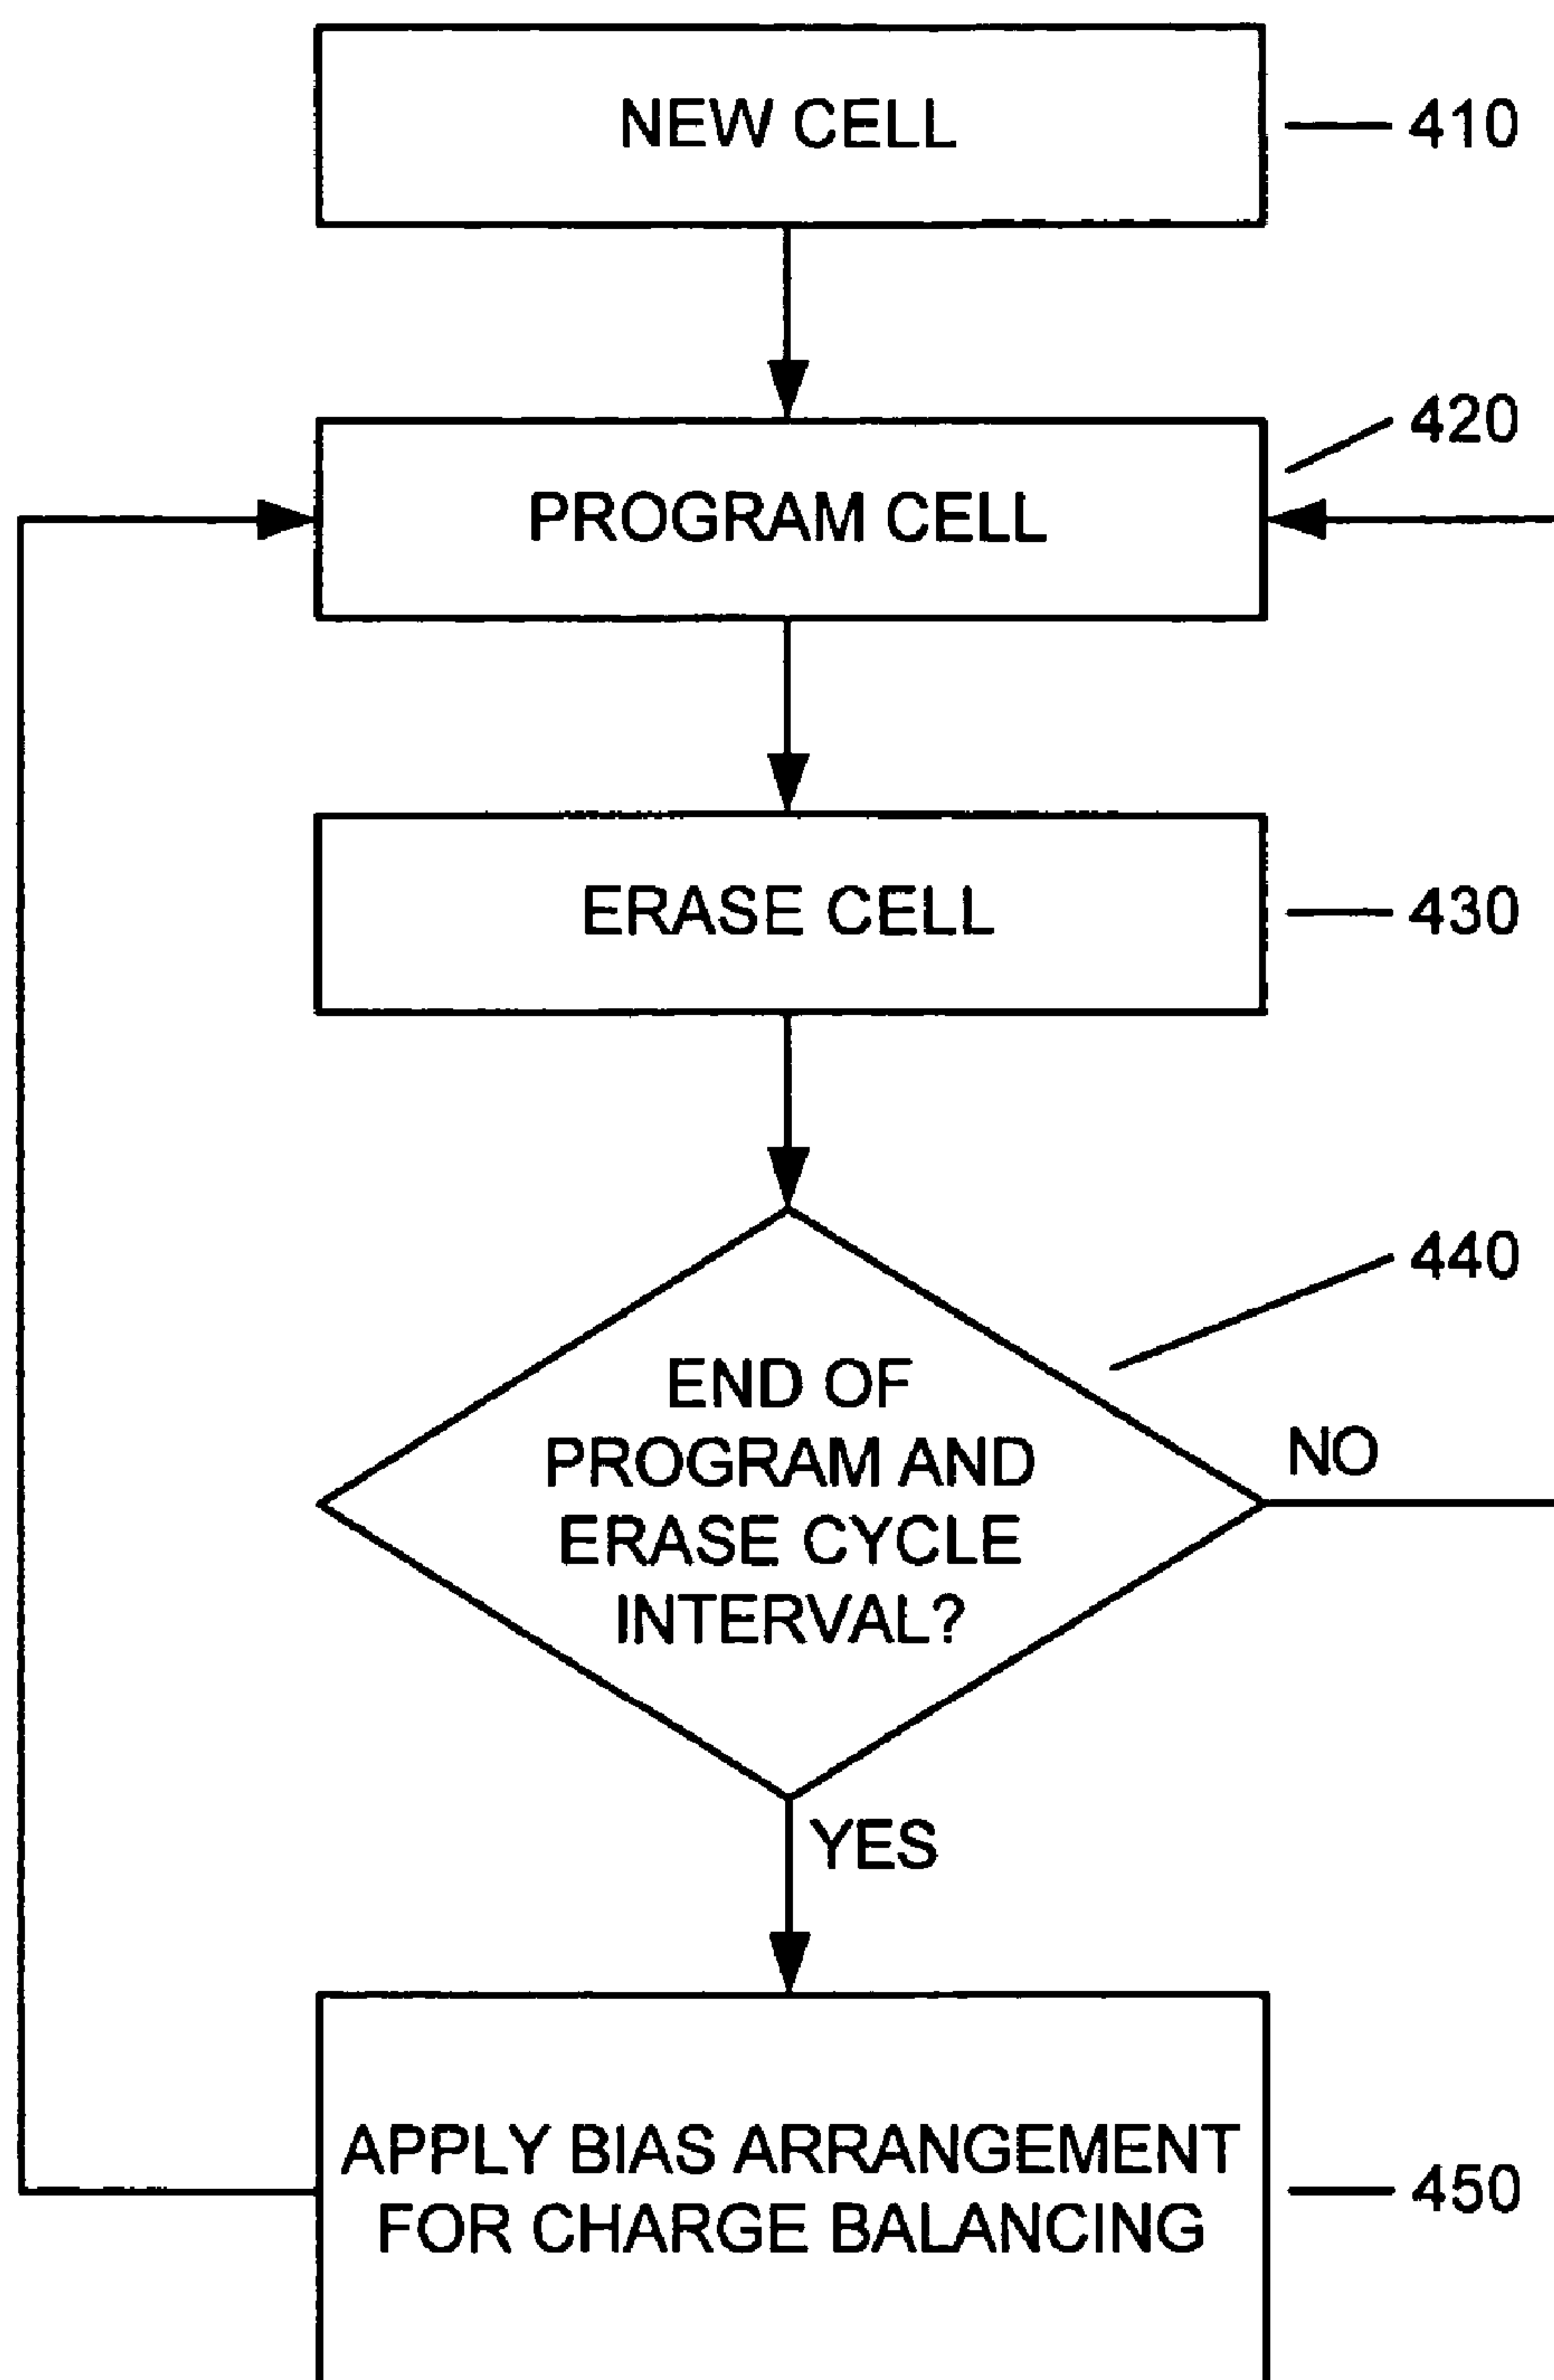 NEW CELL
410
420
PROGRAM CELL
ERASE CELL
430
440
END OF
PROGRAM AND
ERASE CYCLE
INTERVAL?
NO
YES
APPLY BIAS ARRANGEMENT
FOR CHARGE BALANCING
450